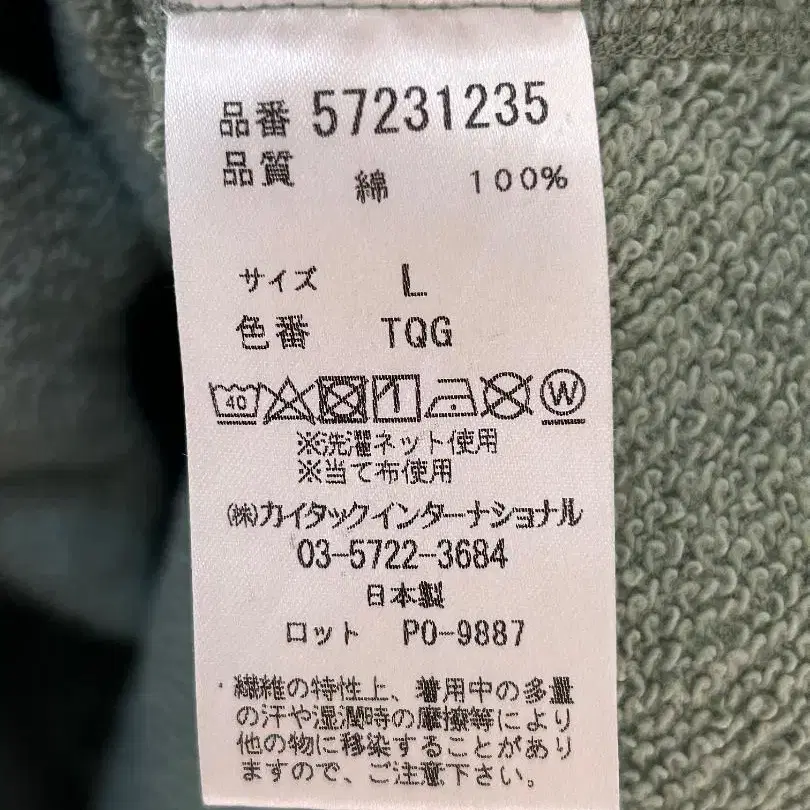 品番 57231235
品質 綿 100%
サイズ L
色番 TQG
40 W
※洗濯ネット使用
※当て布使用
㈱カイタックインターナショナル
03-5722-3684
日本製
ロット PO-9887
・繊維の特性上、着用中の多量
の汗や湿潤時の摩擦等により
他の物に移染することがあり
ますので、ご注意下さい。